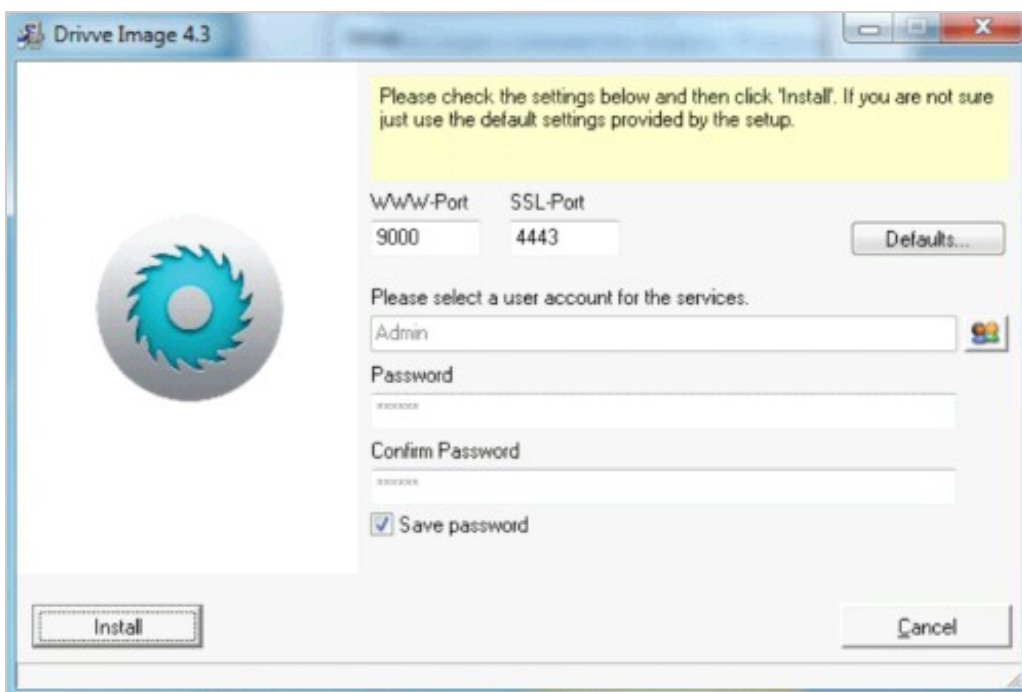 Drivve Image 4.3
Please check the settings below and then click 'Install'. If you are not sure
just use the default settings provided by the setup.
WWW-Port SSL-Port
9000 4443 Defaults...
Please select a user account for the services.
Admin
Password
******
Confirm Password
******
Save password
Install Cancel